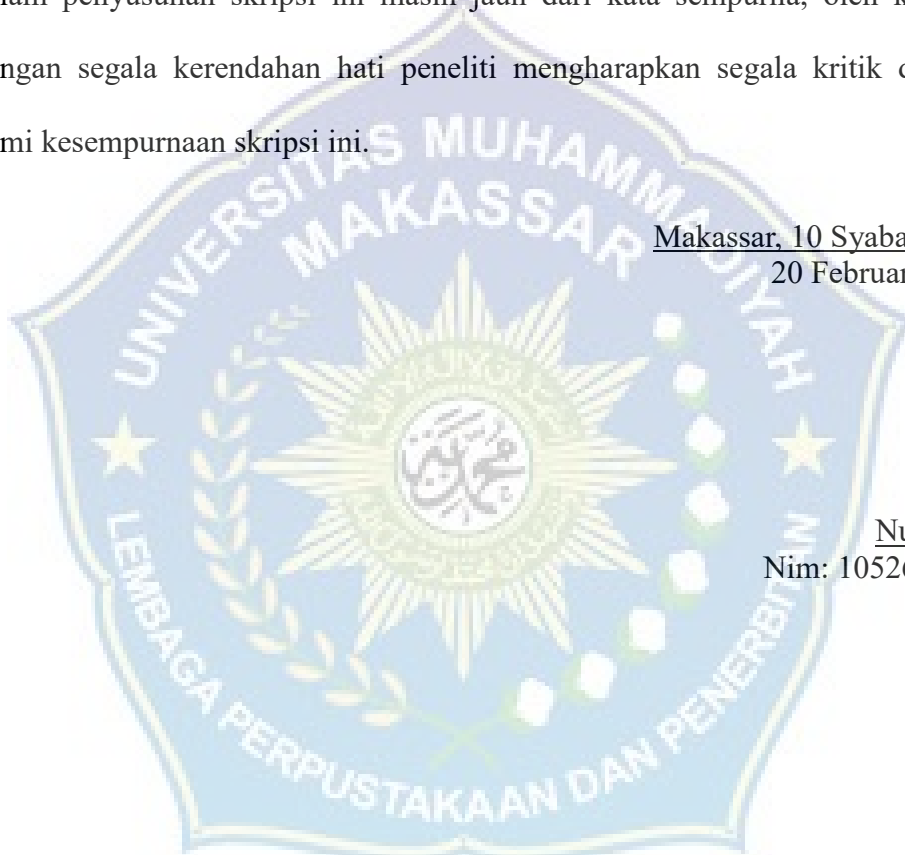 penyusunan skripsi ini masih jauh dari kata sempurna, oleh
ngan segala kerendahan hati peneliti mengharapkan segala kritik
mi kesempurnaan skripsi ini.
UNIVERSITAS MUHAMMADIYAH
MAKASSAR
Makassar, 10 Syaba
20 Februar
محمد
Nu
Nim: 10526
LEMBAGA PERPUSTAKAAN DAN PENERBITAN